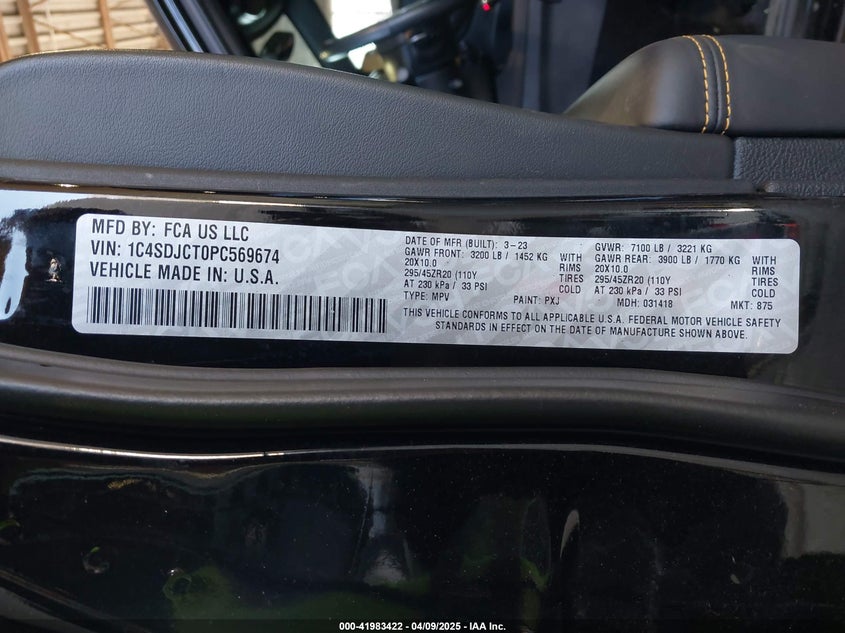 MFD BY: FCA US LLC
VIN: 1C4SDJCT0PC569674
VEHICLE MADE IN: U.S.A.
DATE OF MFR (BUILT): 3-23 GVWR: 7100 LB / 3221 KG
GAWR FRONT: 3200 LB / 1452 KG WITH GAWR REAR: 3900 LB / 1770 KG WITH
20X10.0 RIMS 20X10.0 RIMS
295/45ZR20 (110Y TIRES 295/45ZR20 (110Y TIRES
AT 230 kPa / 33 PSI COLD AT 230 kPa / 33 PSI COLD
TYPE: MPV PAINT: PXJ MDH: 031418 MKT: 875
THIS VEHICLE CONFORMS TO ALL APPLICABLE U.S.A. FEDERAL MOTOR VEHICLE SAFETY
STANDARDS IN EFFECT ON THE DATE OF MANUFACTURE SHOWN ABOVE.
000-41983422 04/09/2025 - IAA Inc.